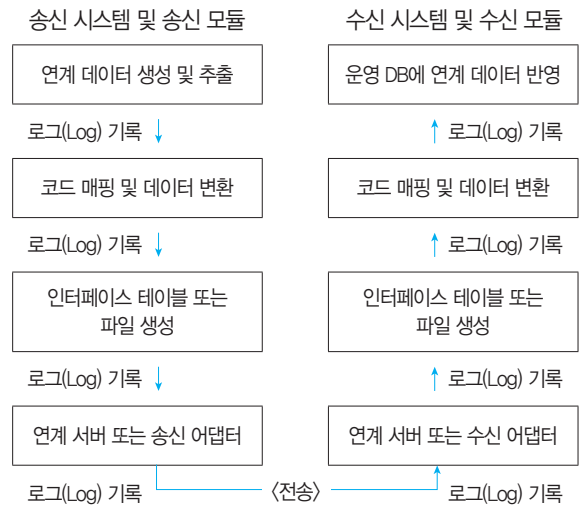 송신 시스템 및 송신 모듈
연계 데이터 생성 및 추출
로그(Log) 기록
코드 매핑 및 데이터 변환
로그(Log) 기록
인터페이스 테이블 또는
파일 생성
로그(Log) 기록
연계 서버 또는 송신 어댑터
로그(Log) 기록
〈전송〉
수신 시스템 및 수신 모듈
운영 DB에 연계 데이터 반영
로그(Log) 기록
코드 매핑 및 데이터 변환
로그(Log) 기록
인터페이스 테이블 또는
파일 생성
로그(Log) 기록
연계 서버 또는 수신 어댑터
로그(Log) 기록